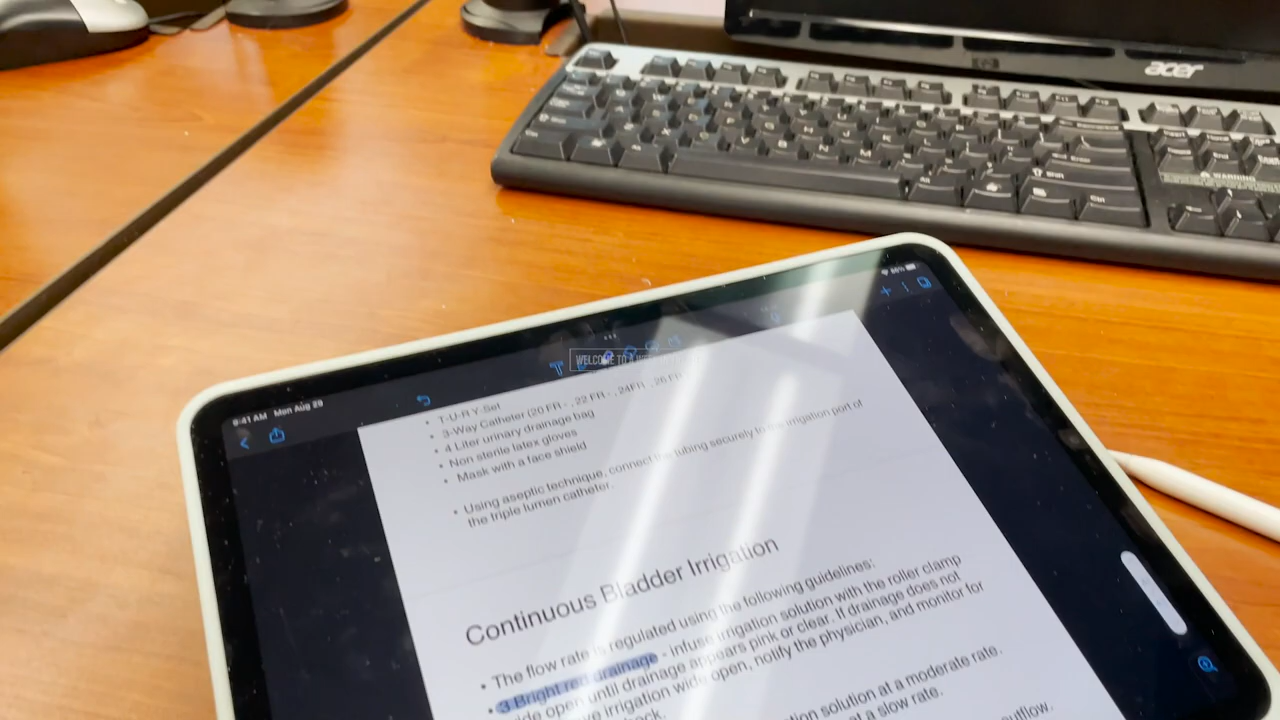 acer
WARNING
9:41 AM Mon Aug 29
86%
WELCOME TO A
• T-U-R-Y-Set
• 3-Way Catheter (20 FR - , 22 FR - , 24FR , 26 FR
• 4 Liter urinary drainage bag
• Non sterile latex gloves
• Mask with a face shield
• Using aseptic technique, connect the tubing securely to the irrigation port of
the triple lumen catheter.
Continuous Bladder Irrigation
• The flow rate is regulated using the following guidelines:
• 3 Bright red drainage - infuse irrigation solution with the roller clamp
wide open until drainage appears pink or clear. If drainage does not
irrigation wide open, notify the physician, and monitor for
solution at a moderate rate.
at a slow rate.
outflow.